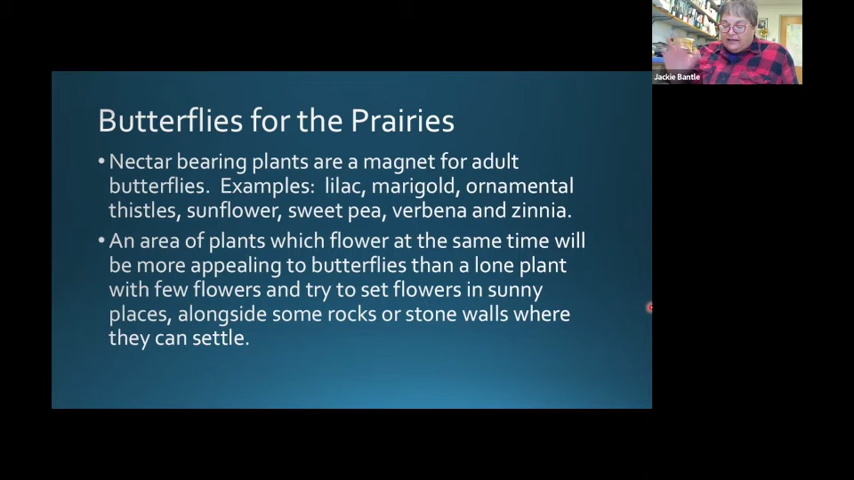 Jackie Bantle
Butterflies for the Prairies
•Nectar bearing plants are a magnet for adult
butterflies. Examples: lilac, marigold, ornamental
thistles, sunflower, sweet pea, verbena and zinnia.
•An area of plants which flower at the same time will
be more appealing to butterflies than a lone plant
with few flowers and try to set flowers in sunny
places, alongside some rocks or stone walls where
they can settle.